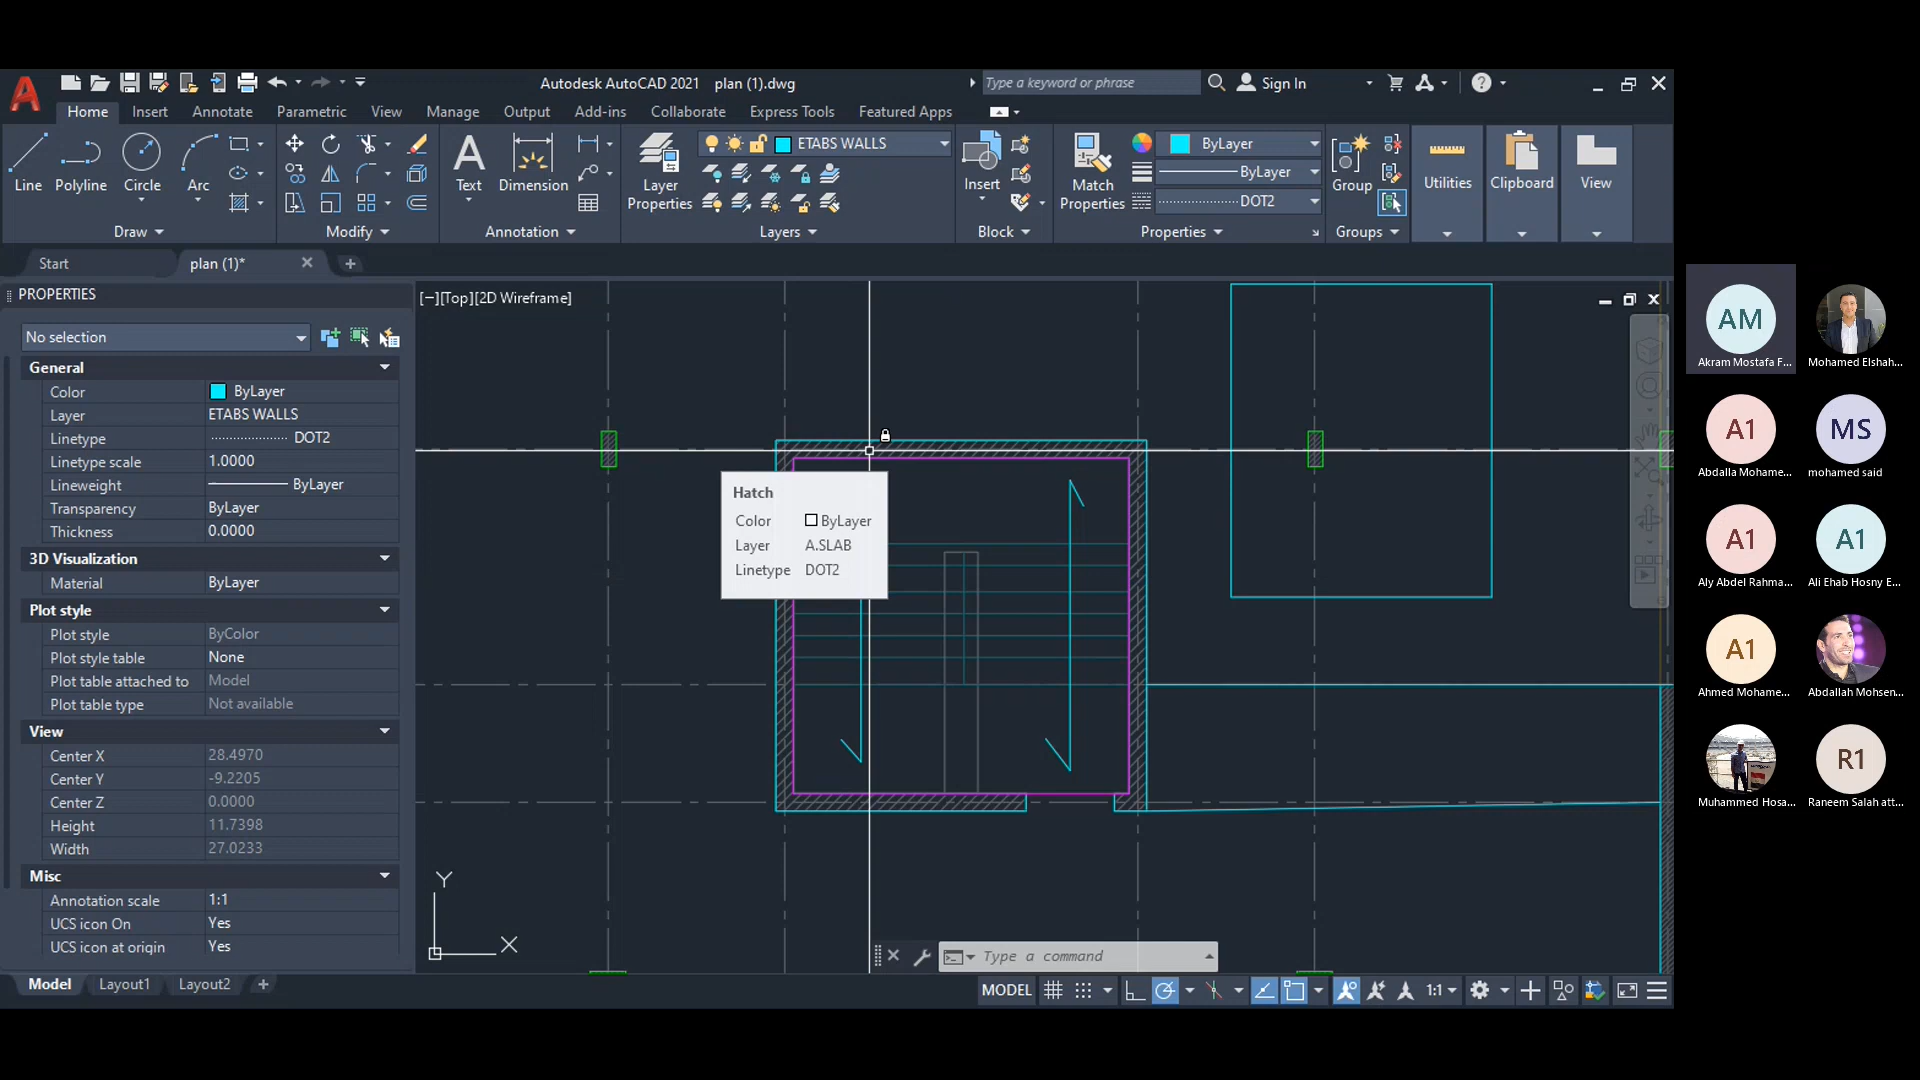 Autodesk AutoCAD 2021 plan (1).dwg
Type a keyword or phrase
Sign In
Home Insert Annotate Parametric View Manage Output Add-ins Collaborate Express Tools Featured Apps
Line Polyline Circle Arc
Draw
Modify
Text Dimension
Annotation
Layer Properties
ETABS WALLS
Layers
Insert
Block
Match Properties
ByLayer
ByLayer
DOT2
Properties
Group
Groups
Utilities
Clipboard
View
Start
plan (1)*
PROPERTIES
No selection
General
Color ByLayer
Layer ETABS WALLS
Linetype DOT2
Linetype scale 1.0000
Lineweight ByLayer
Transparency ByLayer
Thickness 0.0000
3D Visualization
Material ByLayer
Plot style
Plot style ByColor
Plot style table None
Plot table attached to Model
Plot table type Not available
View
Center X 28.4970
Center Y -9.2205
Center Z 0.0000
Height 11.7398
Width 27.0233
Misc
Annotation scale 1:1
UCS icon On Yes
UCS icon at origin Yes
[−][Top][2D Wireframe]
Hatch
Color ByLayer
Layer A.SLAB
Linetype DOT2
Y
X
Type a command
Model Layout1 Layout2
MODEL
1:1
AM
Akram Mostafa F...
Mohamed Elshah...
A1
Abdalla Mohame...
MS
mohamed said
A1
Aly Abdel Rahma...
A1
Ali Ehab Hosny E...
A1
Ahmed Mohame...
Abdallah Mohsen...
Muhammed Hosa...
R1
Raneem Salah att...